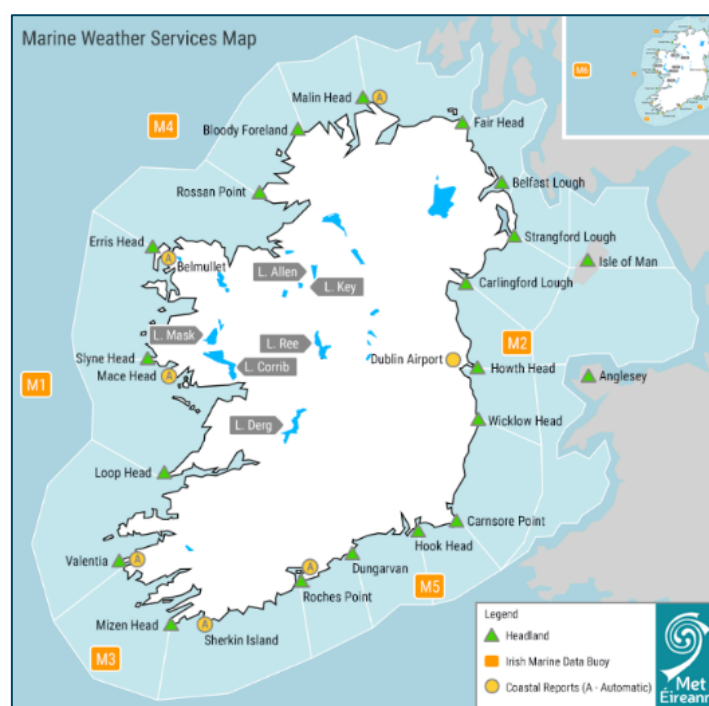 Marine Weather Services Map
M6
Malin Head
A
Fair Head
M4
Bloody Foreland
Belfast Lough
Rossan Point
Strangford Lough
Erris Head
A
Belmullet
Isle of Man
L. Allen
L. Key
Carlingford Lough
L. Mask
L. Ree
M2
Slyne Head
L. Corrib
Dublin Airport
Howth Head
M1
Mace Head
A
Anglesey
Wicklow Head
L. Derg
Loop Head
Carnsore Point
Hook Head
Valentia
A
A
Dungarvan
Roches Point
M5
Mizen Head
A
Sherkin Island
M3
Legend
Headland
Irish Marine Data Buoy
Coastal Reports (A - Automatic)
Met
Éireann